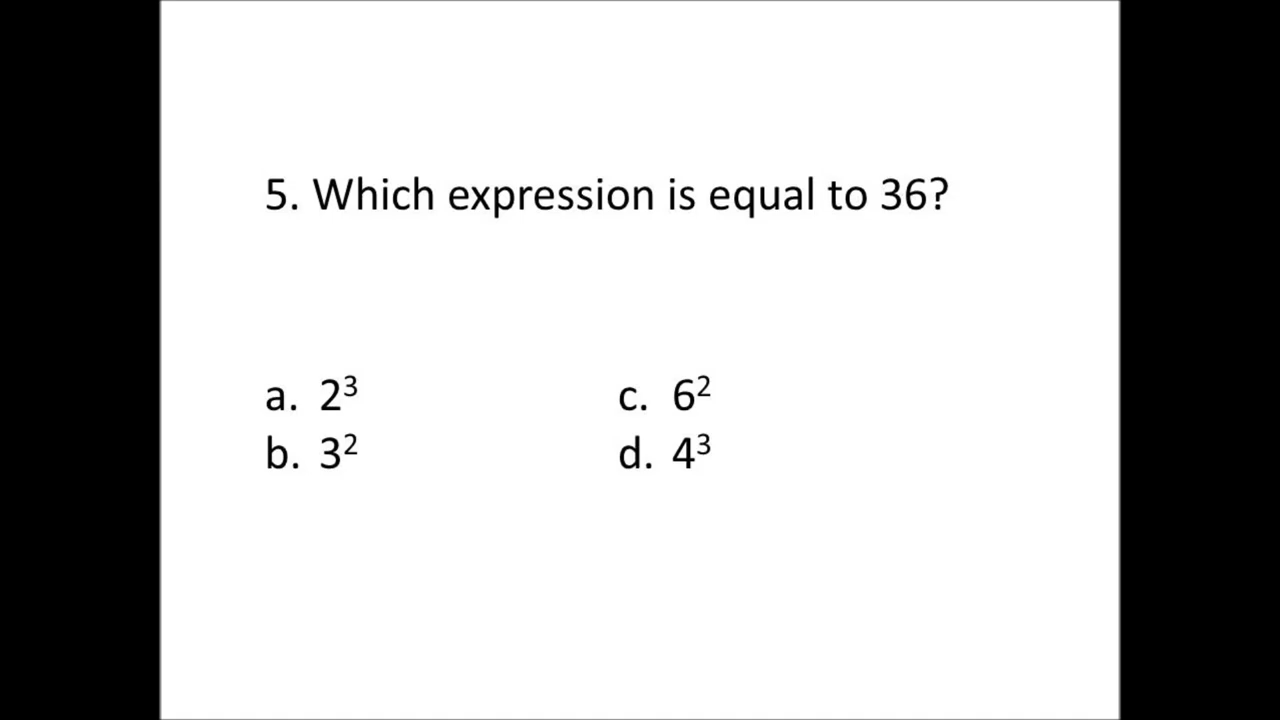 5. Which expression is equal to 36?
a. 2³ c. 6²
b. 3² d. 4³